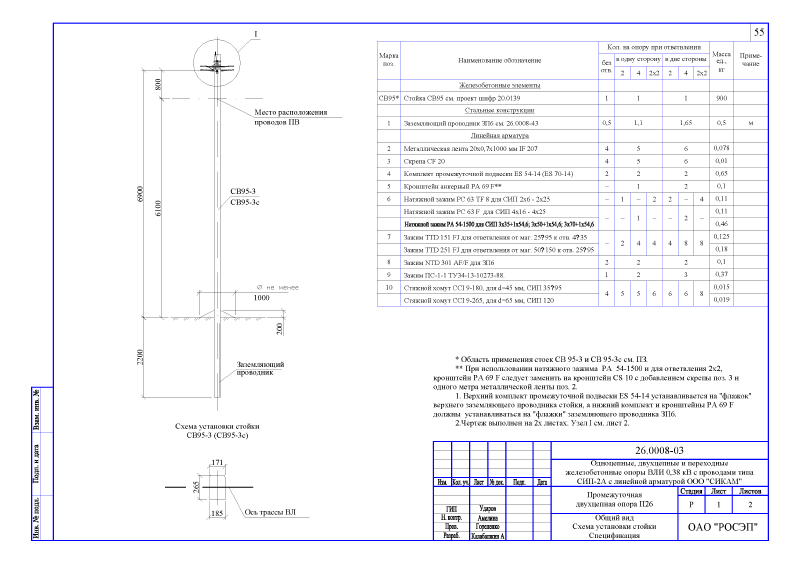 55
I
800
Место расположения
проводов ПВ
6900
6100
СВ95-3
СВ95-3с
Ø не менее
1000
200
2200
Заземляющий
проводник
Схема установки стойки
СВ95-3 (СВ95-3с)
171
265
185
Ось трассы ВЛ
Марка поз. | Наименование обозначение | Кол. на опору при ответвлении | Масса ед., кг | Приме-чание
без отв. | в одну сторону | в две стороны
2 | 4 | 2x2 | 2 | 4 | 2x2
Железобетонные элементы
СВ95* | Стойка СВ95 см. проект шифр 20.0139 | 1 | 1 | 1 | 900
Стальные конструкции
1 | Заземляющий проводник ЗП6 см. 26.0008-43 | 0,5 | 1,1 | 1,65 | 0,5 | м
Линейная арматура
2 | Металлическая лента 20x0,7x1000 мм IF 207 | 4 | 5 | 6 | 0,078
3 | Скрепа CF 20 | 4 | 5 | 6 | 0,01
4 | Комплект промежуточной подвески ES 54-14 (ES 70-14) | 2 | 2 | 2 | 0,65
5 | Кронштейн анкерный PA 69 F** | – | 1 | 2 | 0,1
6 | Натяжной зажим PC 63 TF 8 для СИП 2x6 - 2x25 | – | 1 | – | 2 | 2 | – | 4 | 0,11
Натяжной зажим PC 63 F для СИП 4x16 - 4x25 | – | – | 1 | – | – | 2 | – | 0,11
Натяжной зажим PA 54-1500 для СИП 3x35+1x54,6; 3x50+1x54,6; 3x70+1x54,6 | 0,46
7 | Зажим TTD 151 FJ для ответвления от маг. 25?95 к отв. 4?35 | – | 2 | 4 | 4 | 4 | 8 | 8 | 0,125
Зажим TTD 251 FJ для ответвления от маг. 50?150 к отв. 25?95 | 0,18
8 | Зажим NTD 301 AF/F для ЗП6 | 2 | 2 | 2 | 0,1
9 | Зажим ПС-1-1 ТУ34-13-10273-88 | 1 | 2 | 3 | 0,37
10 | Стяжной хомут CCI 9-180, для d=45 мм, СИП 35?95 | 4 | 5 | 5 | 6 | 6 | 6 | 8 | 0,015
Стяжной хомут CCI 9-265, для d=65 мм, СИП 120 | 0,019
* Область применения стоек СВ 95-3 и СВ 95-3с см. ПЗ.
** При использовании натяжного зажима PA 54-1500 и для ответвления 2x2,
кронштейн PA 69 F следует заменить на кронштейн CS 10 с добавлением скрепы поз. 3 и
одного метра металлической ленты поз. 2.
1. Верхний комплект промежуточной подвески ES 54-14 устанавливается на "флажок"
верхнего заземляющего проводника стойки, а нижний комплект и кронштейны PA 69 F
должны устанавливаться на "флажки" заземляющего проводника ЗП6.
2.Чертеж выполнен на 2х листах. Узел I см. лист 2.
Взам. инв. №
Подп. и дата
Инв. № подл.
26.0008-03
Одноцепные, двухцепные и переходные
железобетонные опоры ВЛИ 0,38 кВ с проводами типа
СИП-2А с линейной арматурой ООО "СИКАМ"
Изм. Кол. уч. Лист № док. Подп. Дата
Промежуточная
двухцепная опора П26
Стадия Лист Листов
Р 1 2
ГИП Ударов
Н. контр. Амелина
Пров. Гореленко
Разраб. Калабашкин А
Общий вид
Схема установки стойки
Спецификация
ОАО "РОСЭП"